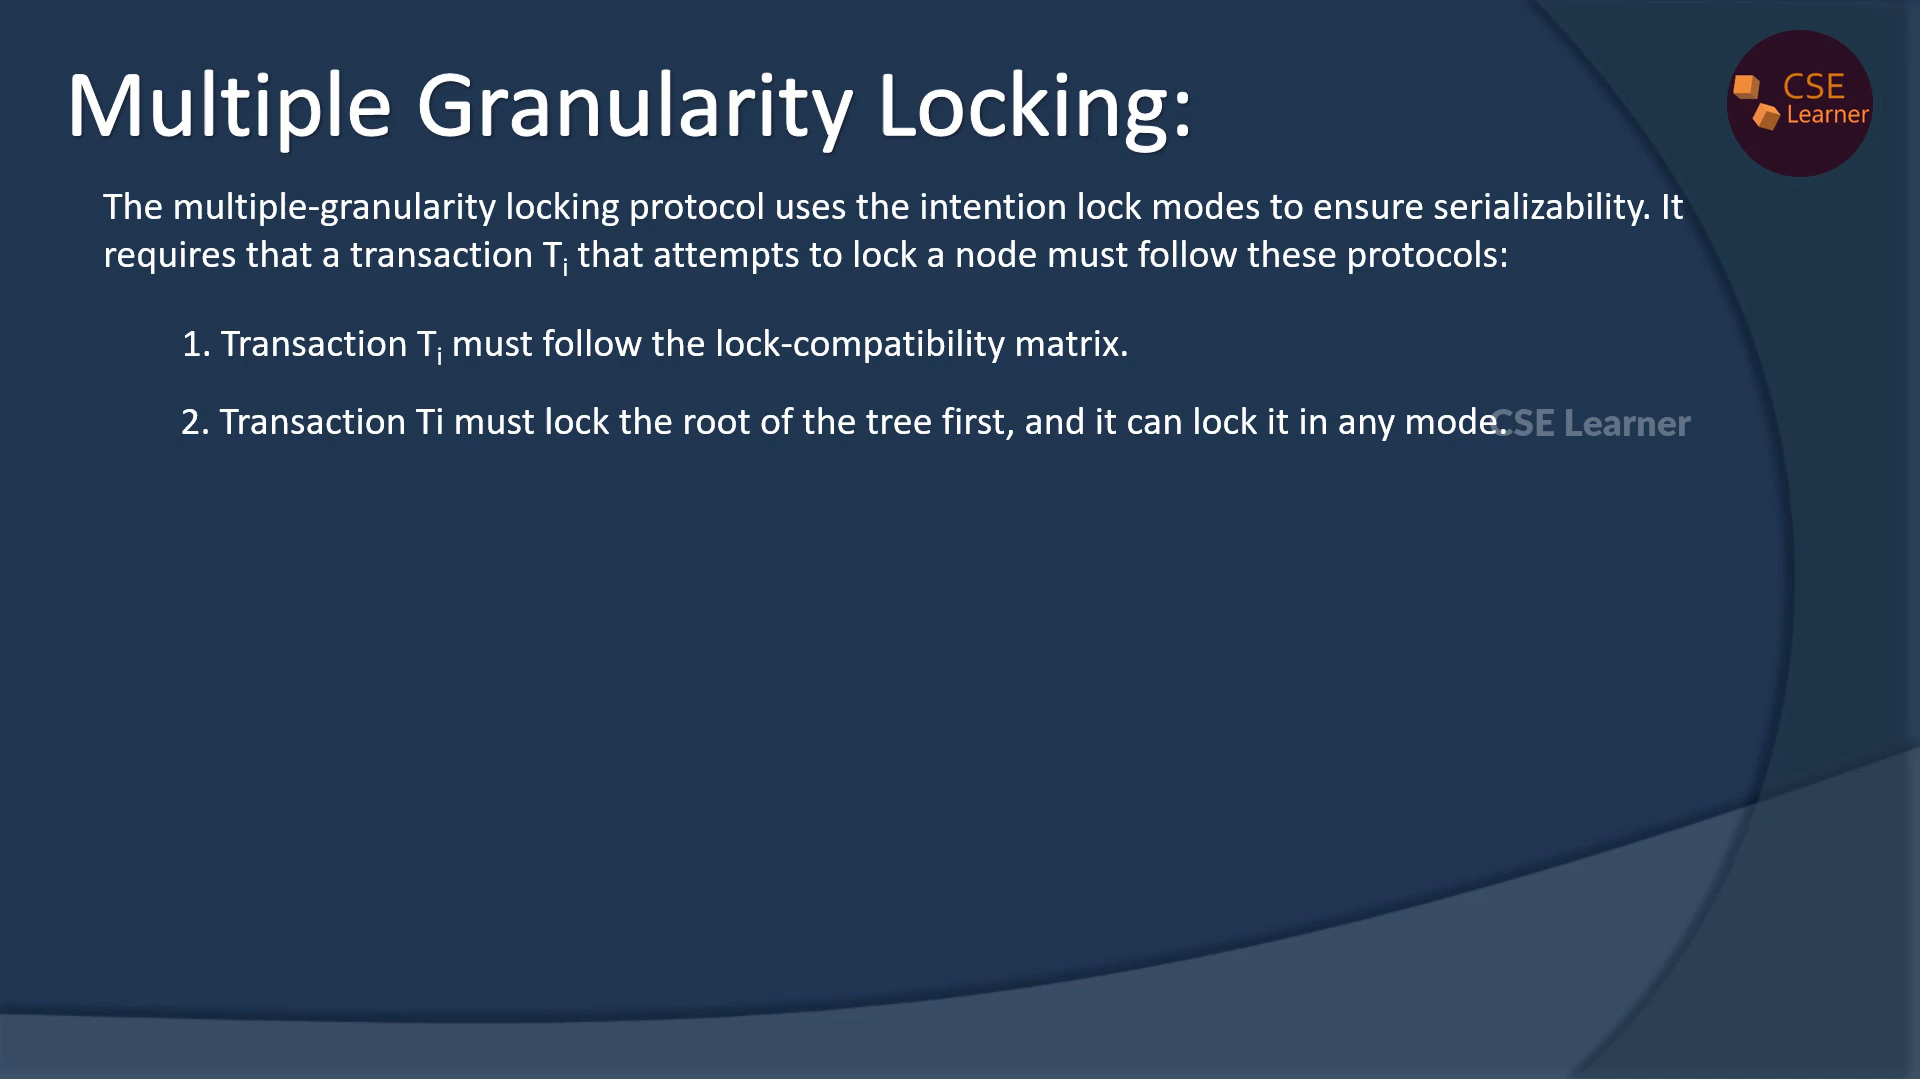 Multiple Granularity Locking:
CSE
Learner
The multiple-granularity locking protocol uses the intention lock modes to ensure serializability. It
requires that a transaction Ti that attempts to lock a node must follow these protocols:
1. Transaction Ti must follow the lock-compatibility matrix.
2. Transaction Ti must lock the root of the tree first, and it can lock it in any mode.
CSE Learner